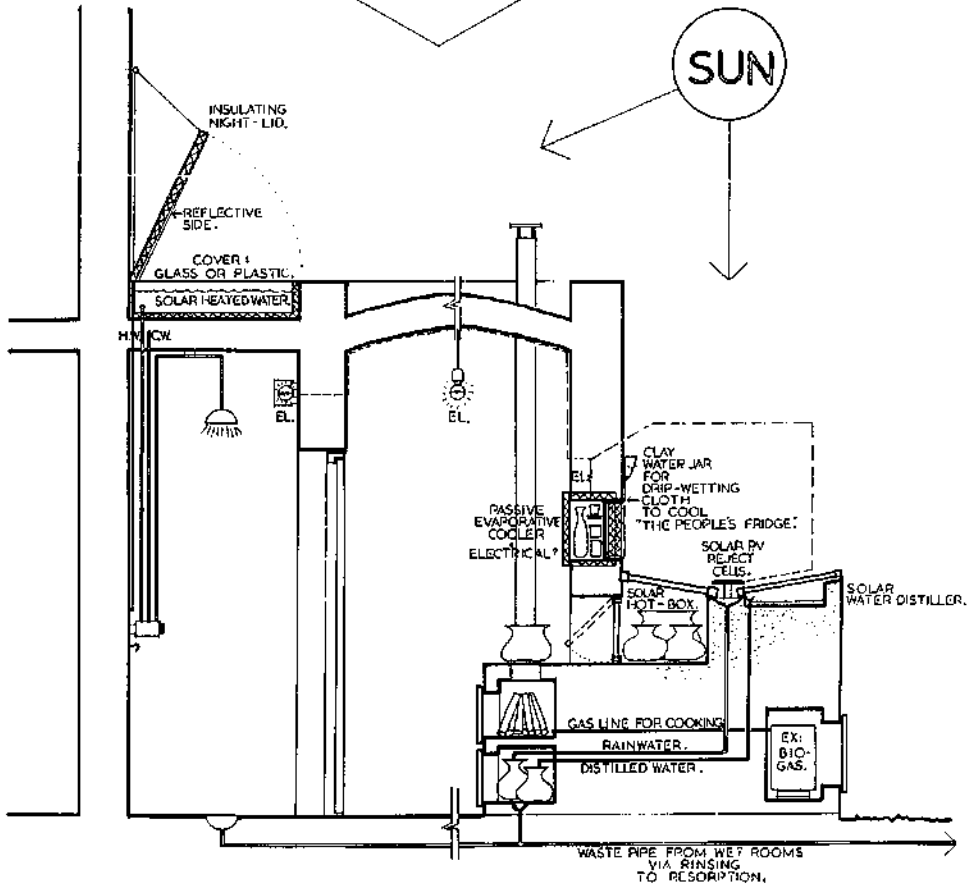 SUN
INSULATING
NIGHT-LID.
REFLECTIVE
SIDE.
COVER:
GLASS OR PLASTIC.
SOLAR HEATED WATER.
H.W. C.W.
EL.
EL.
EL.
CLAY
WATER JAR
FOR
DRIP-WETTING
CLOTH
TO COOL
"THE PEOPLE'S FRIDGE."
PASSIVE
EVAPORATIVE
COOLER
ELECTRICAL?
SOLAR PV
REJECT
CELLS.
SOLAR
WATER DISTILLER.
SOLAR
HOT-BOX.
GAS LINE FOR COOKING
RAINWATER.
DISTILLED WATER.
EX:
BIO-
GAS.
WASTE PIPE FROM WET ROOMS
VIA RINSING
TO RESORPTION.